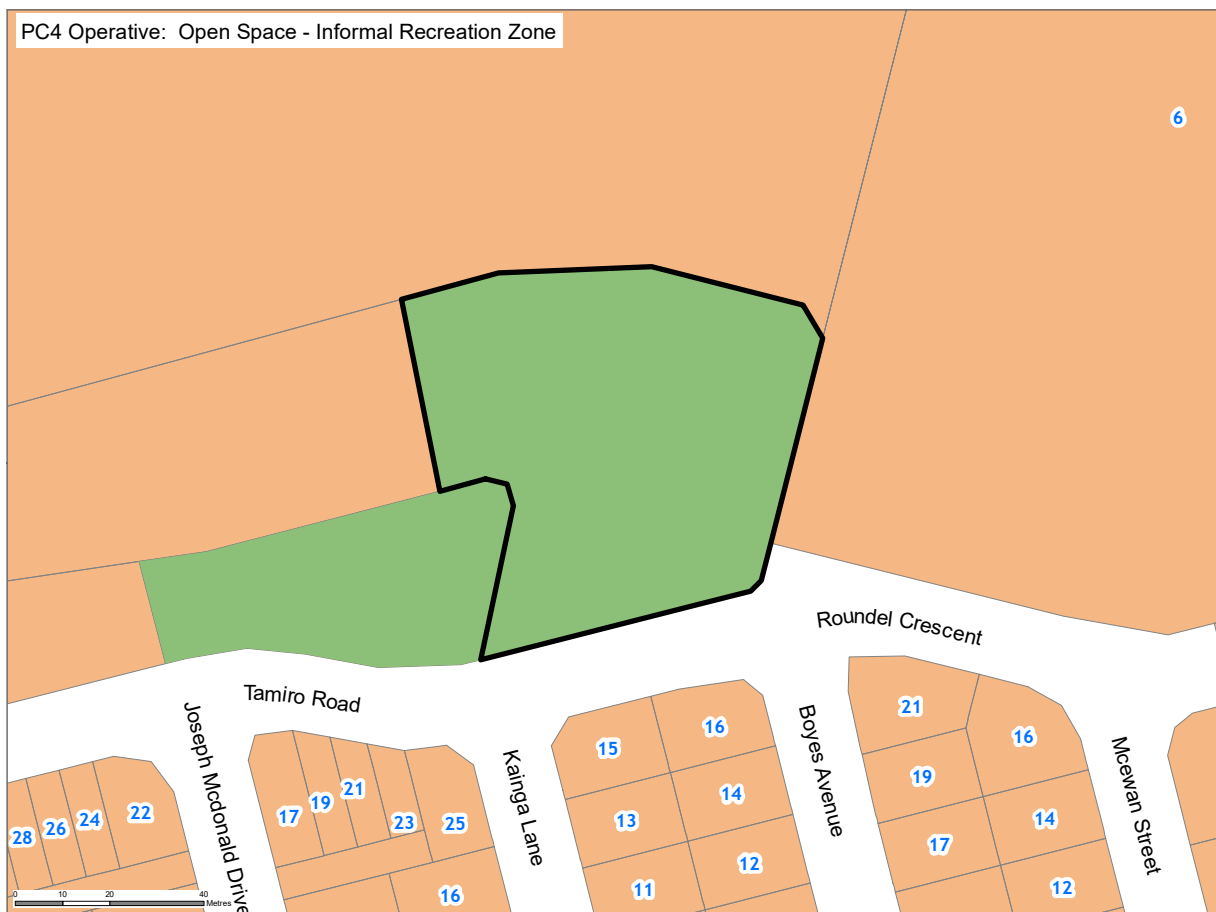 PC4 Operative: Open Space - Informal Recreation Zone
6
Roundel Crescent
Tamiro Road
Joseph Mcdonald Drive
Kainga Lane
Boyes Avenue
Mcewan Street
28
26
24
22
17
19
21
23
25
16
15
16
13
14
11
12
21
16
19
14
17
12
0 10 20 40
Metres